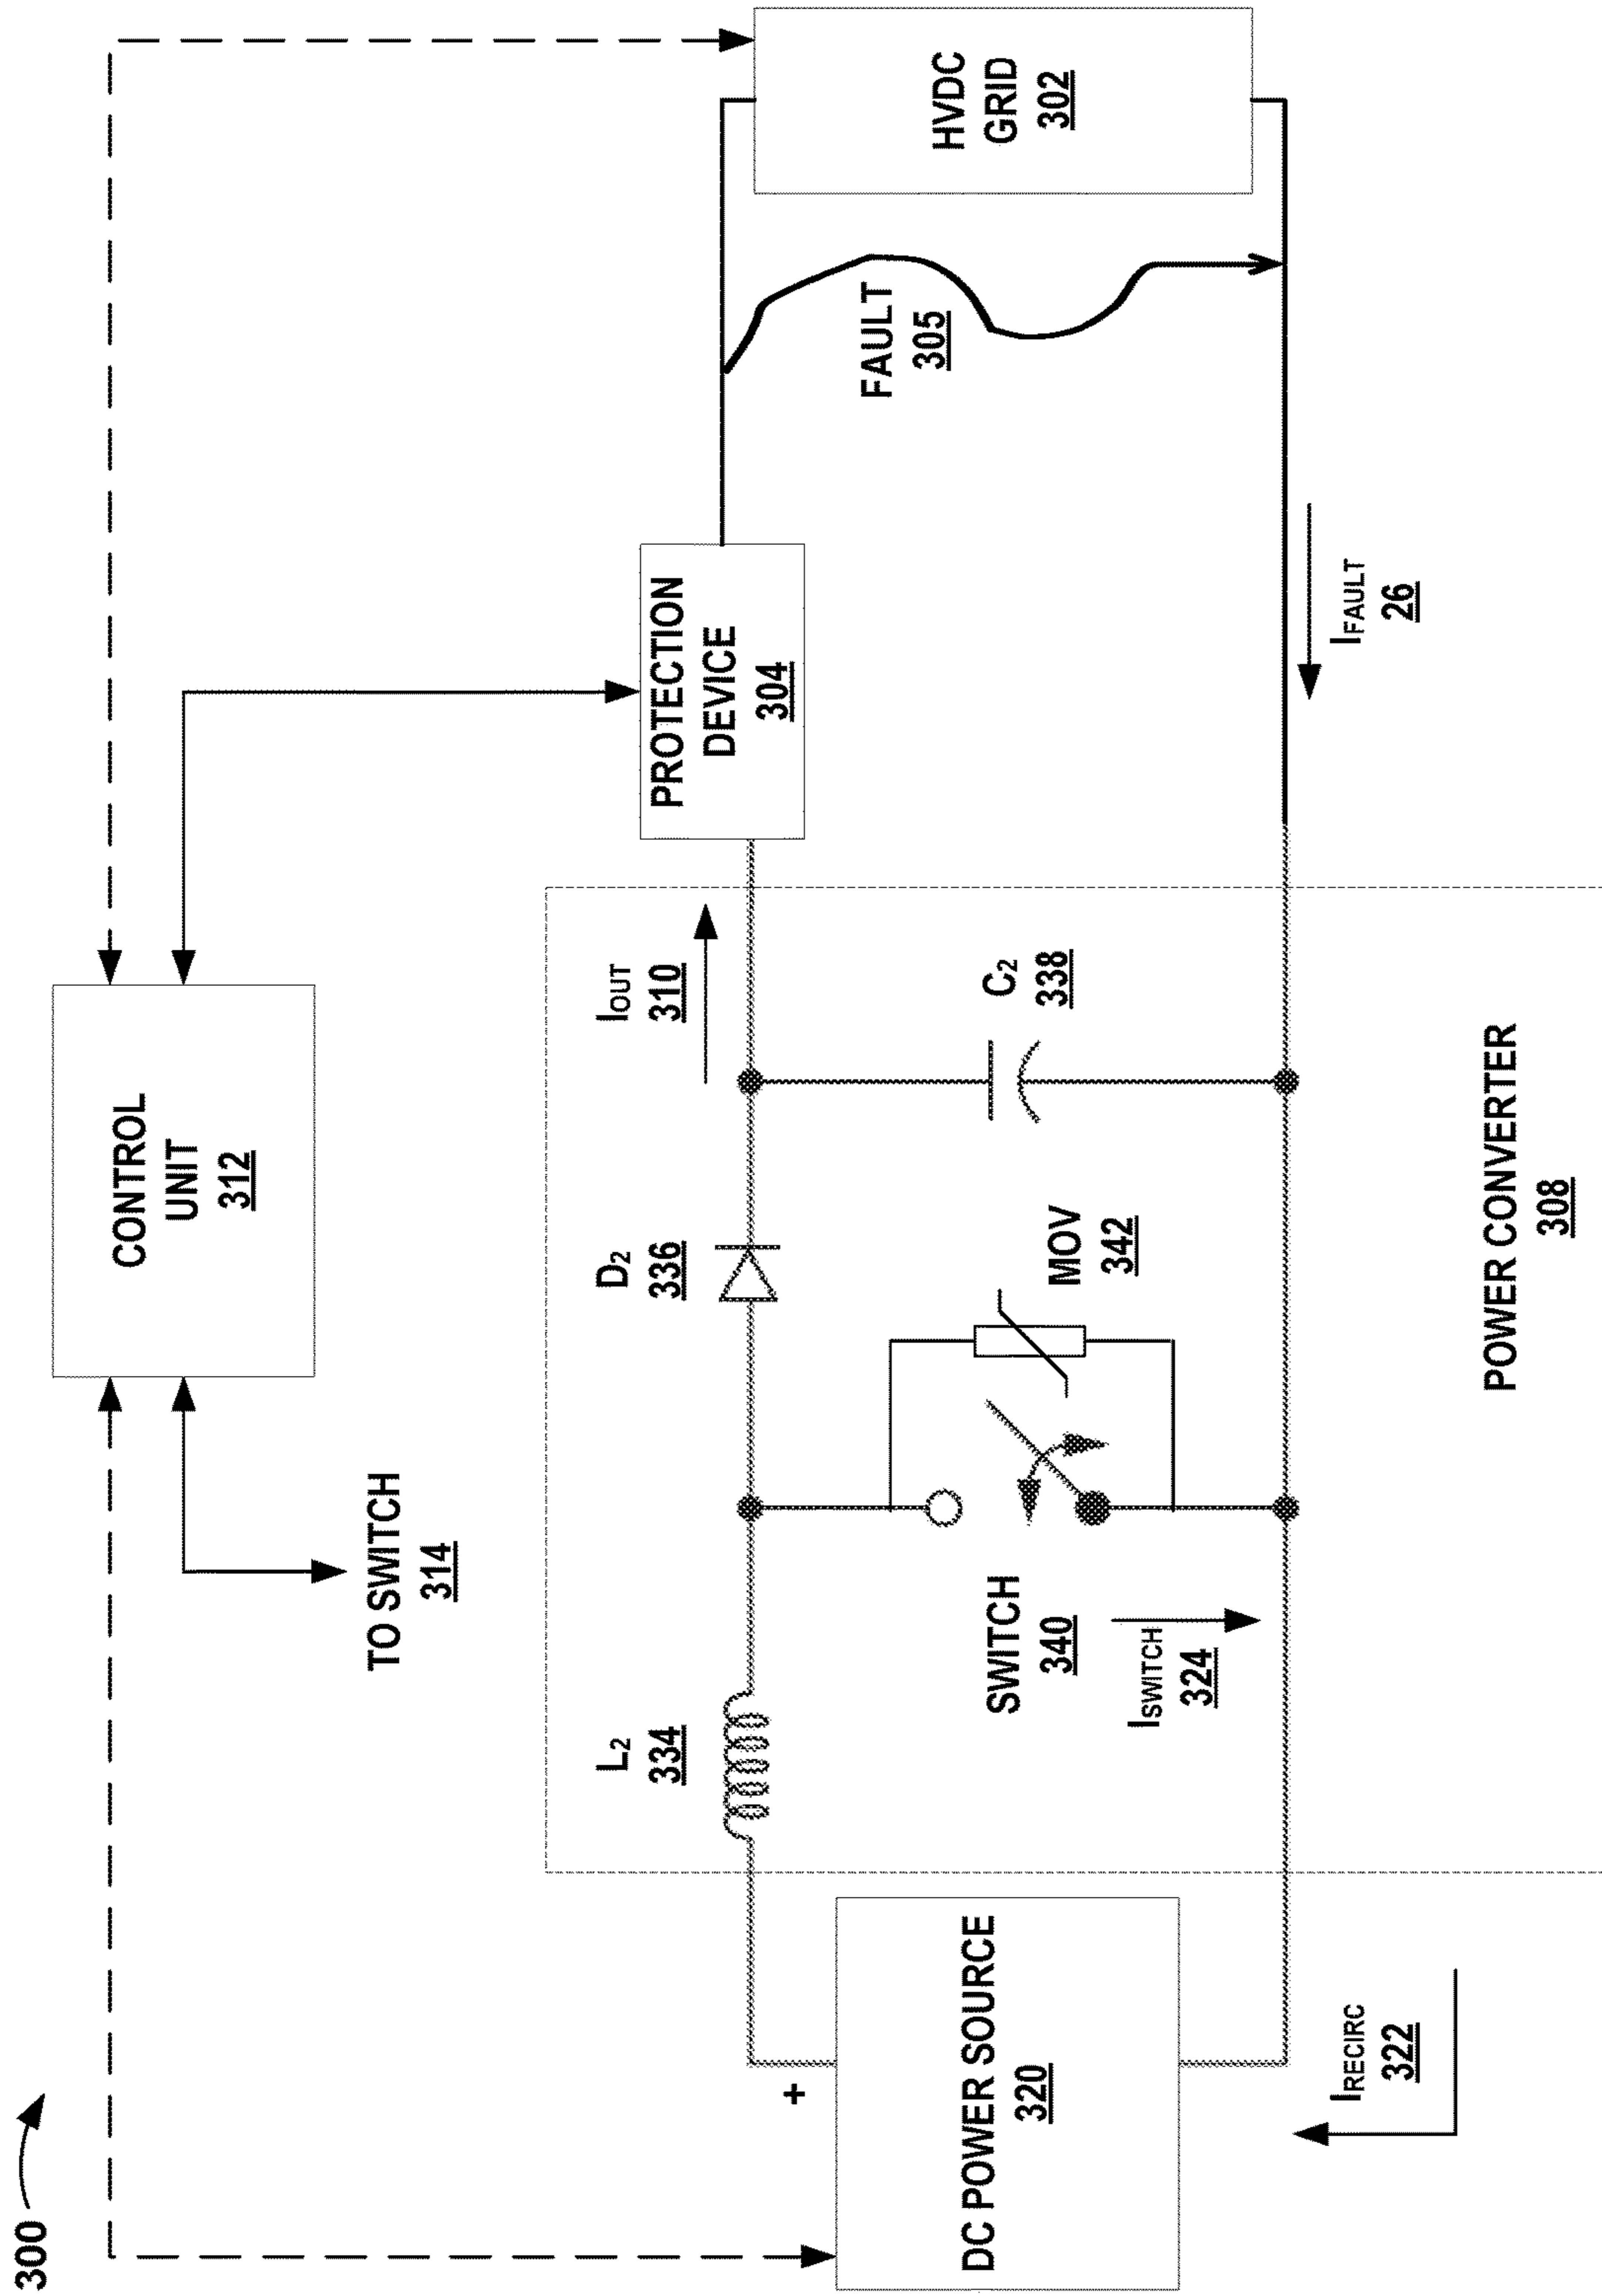 300
CONTROL
UNIT
312
TO SWITCH
314
PROTECTION
DEVICE
304
HVDC
GRID
302
FAULT
305
IFAULT
26
DC POWER SOURCE
320
+
IRECIRC
322
L2
334
D2
336
IOUT
310
C2
338
MOV
342
SWITCH
340
ISWITCH
324
POWER CONVERTER
308